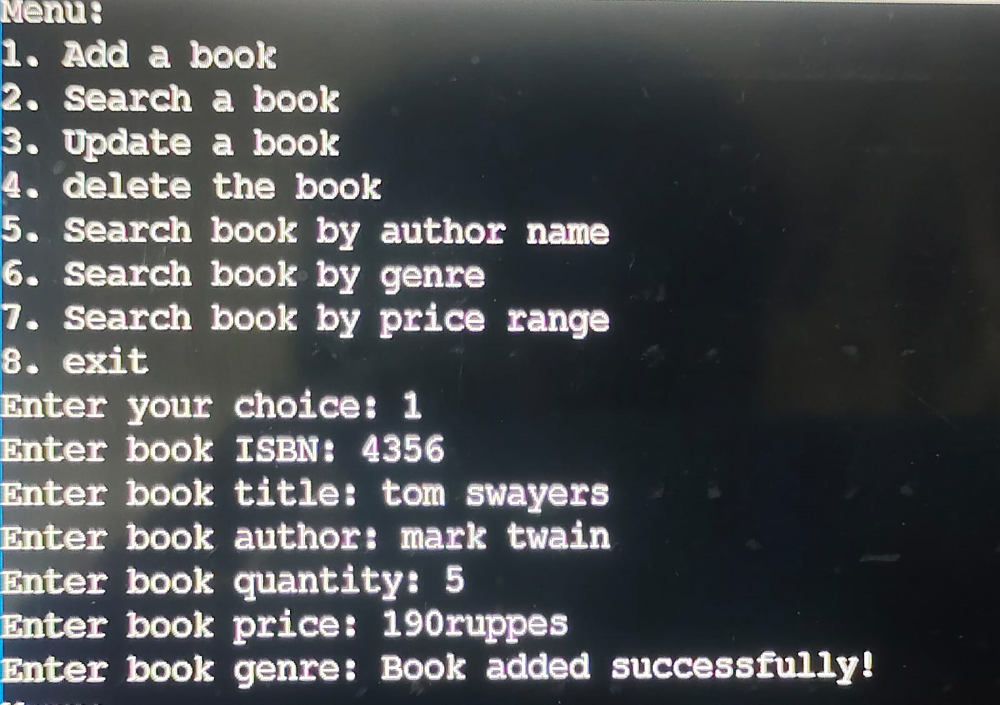 Menu:
1. Add a book
2. Search a book
3. Update a book
4. delete the book
5. Search book by author name
6. Search book by genre
7. Search book by price range
8. exit
Enter your choice: 1
Enter book ISBN: 4356
Enter book title: tom swayers
Enter book author: mark twain
Enter book quantity: 5
Enter book price: 190ruppes
Enter book genre: Book added successfully!